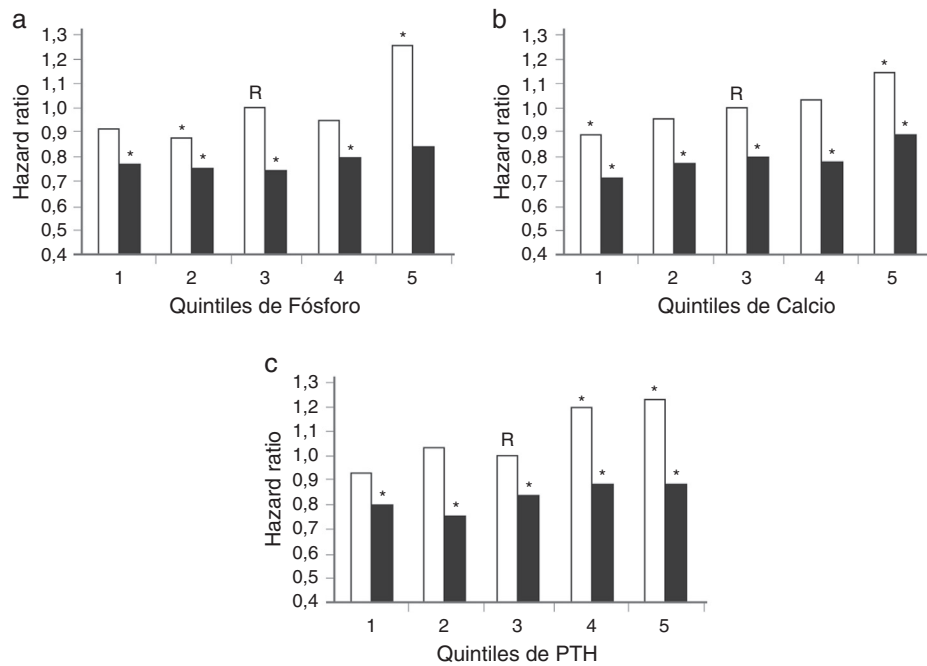 a
1,3
1,2
1,1
1,0
0,9
0,8
0,7
0,6
0,5
0,4
Hazard ratio
* * * R * * * *
1 2 3 4 5
Quintiles de Fósforo
b
1,3
1,2
1,1
1,0
0,9
0,8
0,7
0,6
0,5
0,4
Hazard ratio
* * * R * * * *
1 2 3 4 5
Quintiles de Calcio
c
1,3
1,2
1,1
1,0
0,9
0,8
0,7
0,6
0,5
0,4
Hazard ratio
* * R * * * * *
1 2 3 4 5
Quintiles de PTH